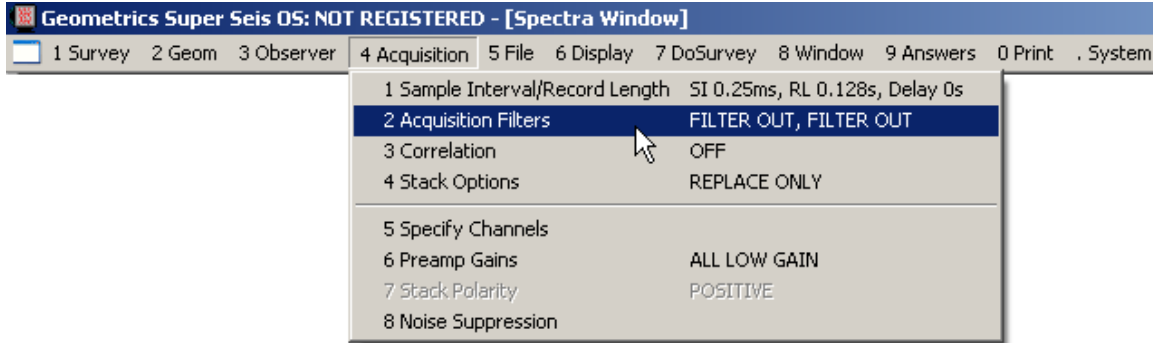 Geometrics Super Seis OS: NOT REGISTERED - [Spectra Window]
1 Survey 2 Geom 3 Observer 4 Acquisition 5 File 6 Display 7 DoSurvey 8 Window 9 Answers 0 Print . System
1 Sample Interval/Record Length SI 0.25ms, RL 0.128s, Delay 0s
2 Acquisition Filters FILTER OUT, FILTER OUT
3 Correlation OFF
4 Stack Options REPLACE ONLY
5 Specify Channels
6 Preamp Gains ALL LOW GAIN
7 Stack Polarity POSITIVE
8 Noise Suppression